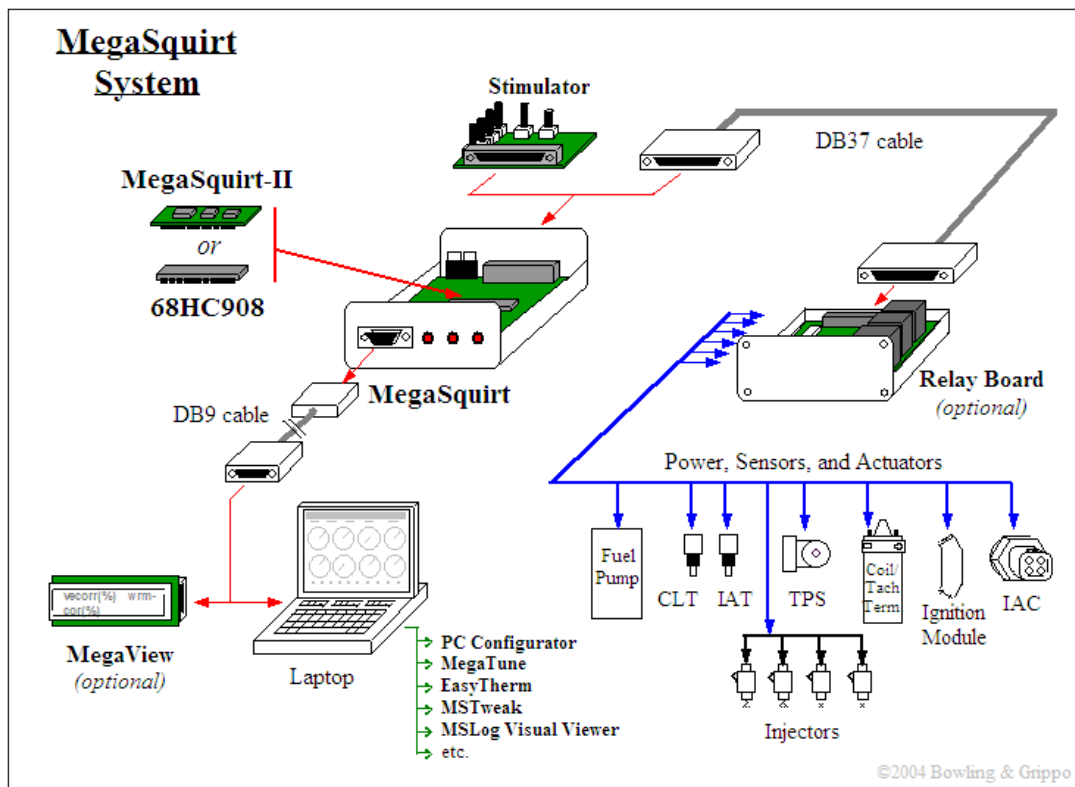 MegaSquirt
System
Stimulator
DB37 cable
MegaSquirt-II
or
68HC908
MegaSquirt
Relay Board
(optional)
DB9 cable
Power, Sensors, and Actuators
Fuel
Pump
CLT
IAT
TPS
Coil/
Tach
Term
Ignition
Module
IAC
vecorr(%) wrm-
cor(%)
MegaView
(optional)
Laptop
PC Configurator
MegaTune
EasyTherm
MSTweak
MSLog Visual Viewer
etc.
Injectors
©2004 Bowling & Grippo